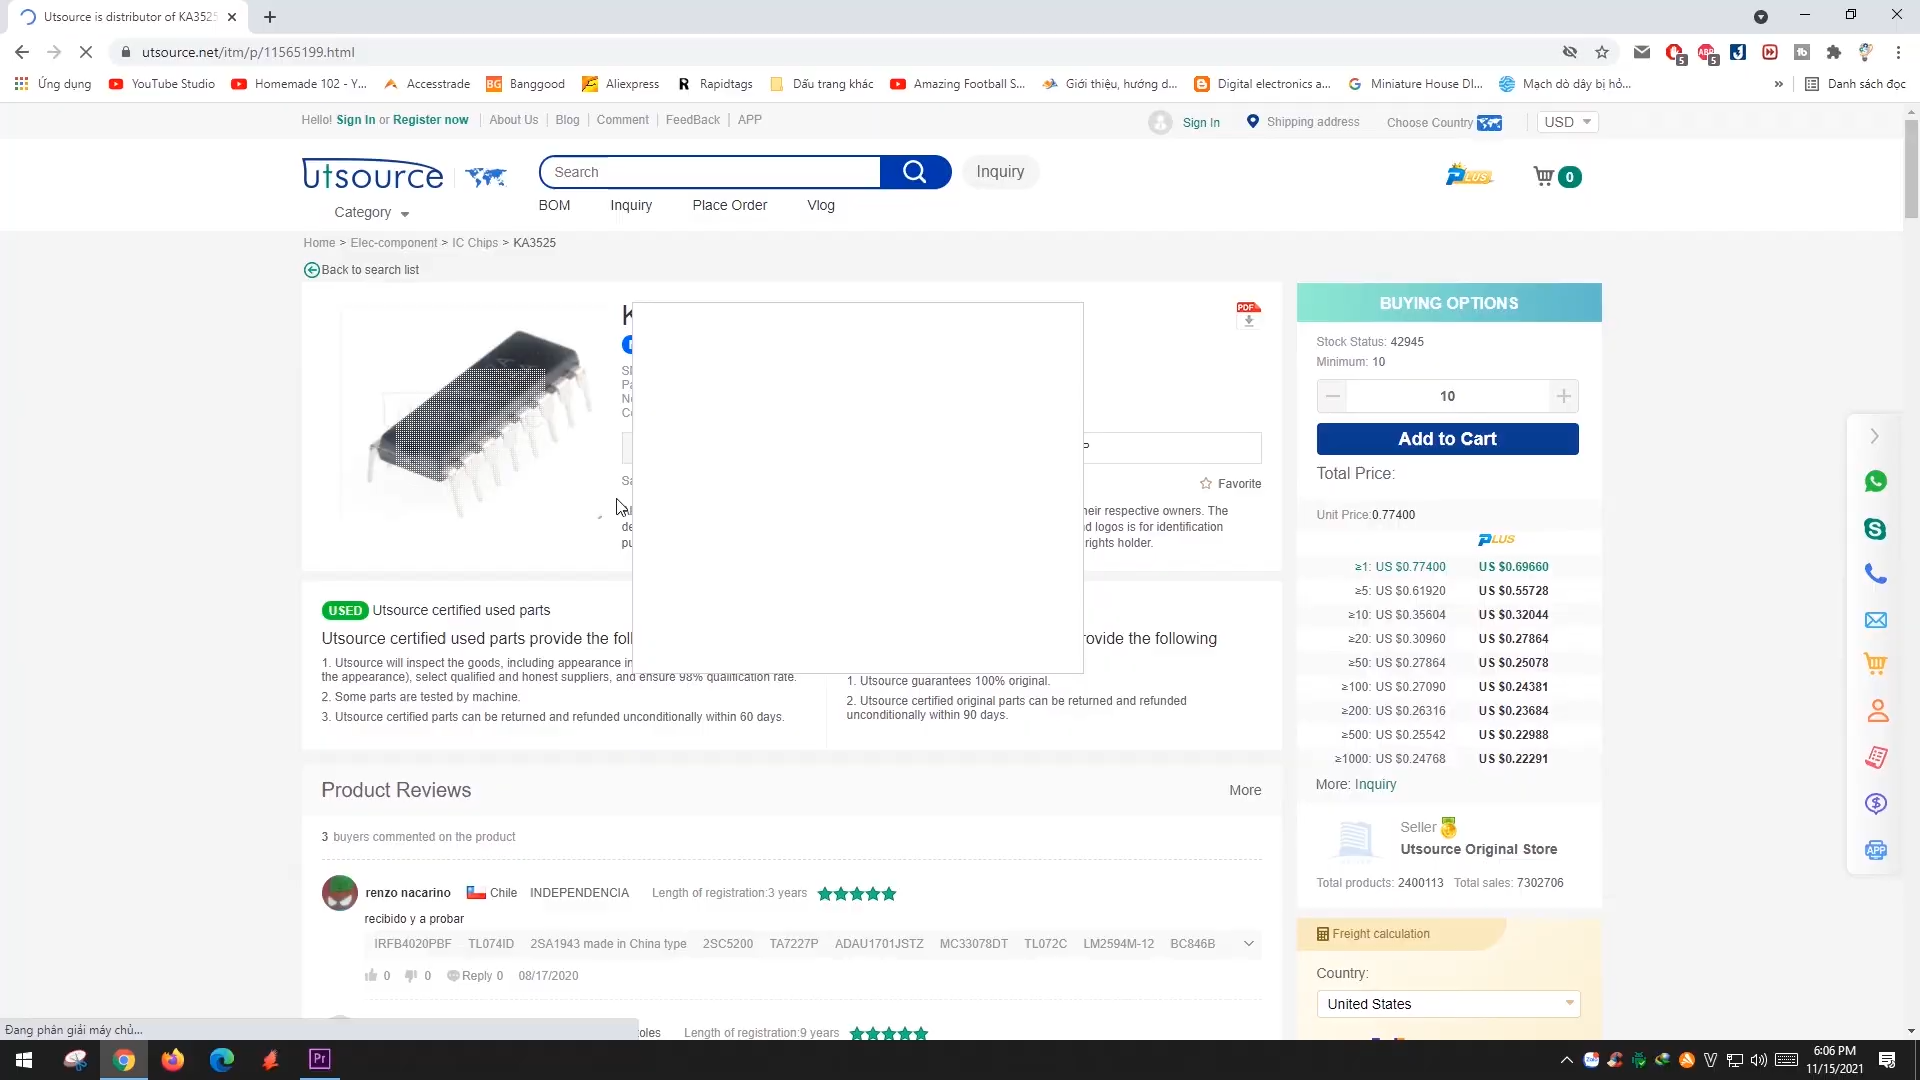 Utsource is distributor of KA3525
utsource.net/itm/p/11565199.html
5
5
Ứng dụng
YouTube Studio
Homemade 102 - Y...
Accesstrade
BG
Banggood
Aliexpress
R
Rapidtags
Dấu trang khác
Amazing Football S...
Giới thiệu, hướng d...
Digital electronics a...
Miniature House DI...
Mạch dò dây bị hỏ...
»
Danh sách đọc
Hello! Sign In or Register now
About Us
Blog
Comment
FeedBack
APP
Sign In
Shipping address
Choose Country
USD
utsource
Search
Inquiry
PLUS
0
Category
BOM
Inquiry
Place Order
Vlog
Home > Elec-component > IC Chips > KA3525
Back to search list
PDF
Favorite
heir respective owners. The
d logos is for identification
rights holder.
BUYING OPTIONS
Stock Status: 42945
Minimum: 10
10
Add to Cart
Total Price:
Unit Price:0.77400
PLUS
≥1: US $0.77400 US $0.69660
≥5: US $0.61920 US $0.55728
≥10: US $0.35604 US $0.32044
≥20: US $0.30960 US $0.27864
≥50: US $0.27864 US $0.25078
≥100: US $0.27090 US $0.24381
≥200: US $0.26316 US $0.23684
≥500: US $0.25542 US $0.22988
≥1000: US $0.24768 US $0.22291
More: Inquiry
Seller
Utsource Original Store
Total products: 2400113 Total sales: 7302706
Freight calculation
Country:
United States
USED Utsource certified used parts
Utsource certified used parts provide the foll
1. Utsource will inspect the goods, including appearance in
the appearance), select qualified and honest suppliers, and ensure 98% qualification rate.
2. Some parts are tested by machine.
3. Utsource certified parts can be returned and refunded unconditionally within 60 days.
rovide the following
1. Utsource guarantees 100% original.
2. Utsource certified original parts can be returned and refunded
unconditionally within 90 days.
Product Reviews
More
3 buyers commented on the product
renzo nacarino
Chile
INDEPENDENCIA
Length of registration:3 years
recibido y a probar
IRFB4020PBF TL074ID 2SA1943 made in China type 2SC5200 TA7227P ADAU1701JSTZ MC33078DT TL072C LM2594M-12 BC846B
0
0
Reply 0
08/17/2020
oles
Length of registration:9 years
APP
Đang phân giải máy chủ...
Pr
Zalo
6:06 PM
11/15/2021